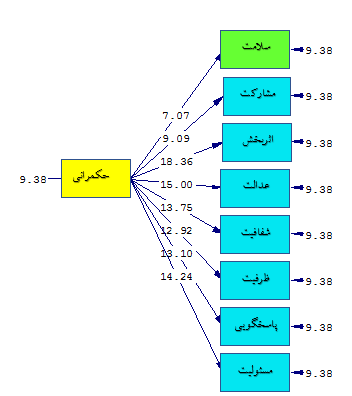 سلامت
9.38
مشارکت
9.38
7.07
9.09
اثربخش
9.38
18.36
حکمرانی
9.38
15.00
عدالت
9.38
13.75
شفافیت
9.38
12.92
13.10
ظرفیت
9.38
14.24
پاسخگویی
9.38
مسئولیت
9.38